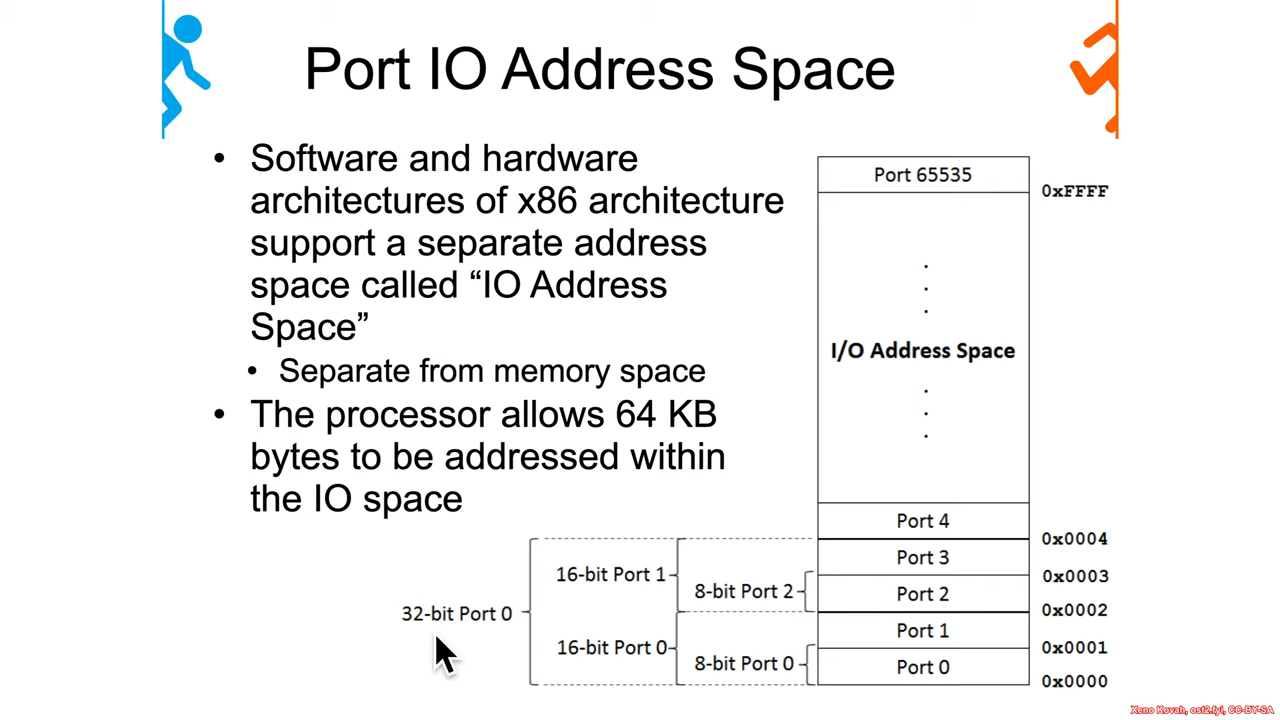 Port IO Address Space
• Software and hardware
architectures of x86 architecture
support a separate address
space called “IO Address
Space”
• Separate from memory space
• The processor allows 64 KB
bytes to be addressed within
the IO space
Port 65535
0xFFFF
I/O Address Space
Port 4
0x0004
Port 3
0x0003
Port 2
0x0002
Port 1
0x0001
Port 0
0x0000
16-bit Port 1
8-bit Port 2
32-bit Port 0
16-bit Port 0
8-bit Port 0
Xeno Kovah, ost2.fyi, CC-BY-SA